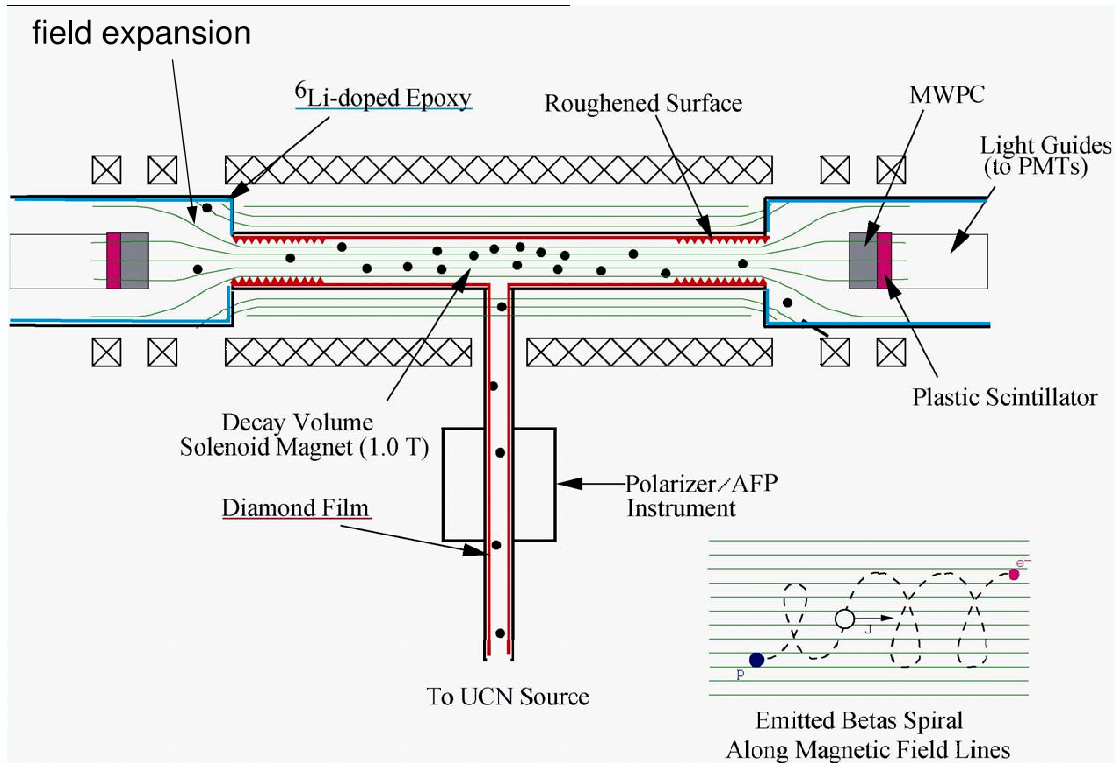 field expansion
6Li-doped Epoxy
Roughened Surface
MWPC
Light Guides
(to PMTs)
Decay Volume
Solenoid Magnet (1.0 T)
Plastic Scintillator
Diamond Film
Polarizer/AFP
Instrument
To UCN Source
e-
J
P
Emitted Betas Spiral
Along Magnetic Field Lines